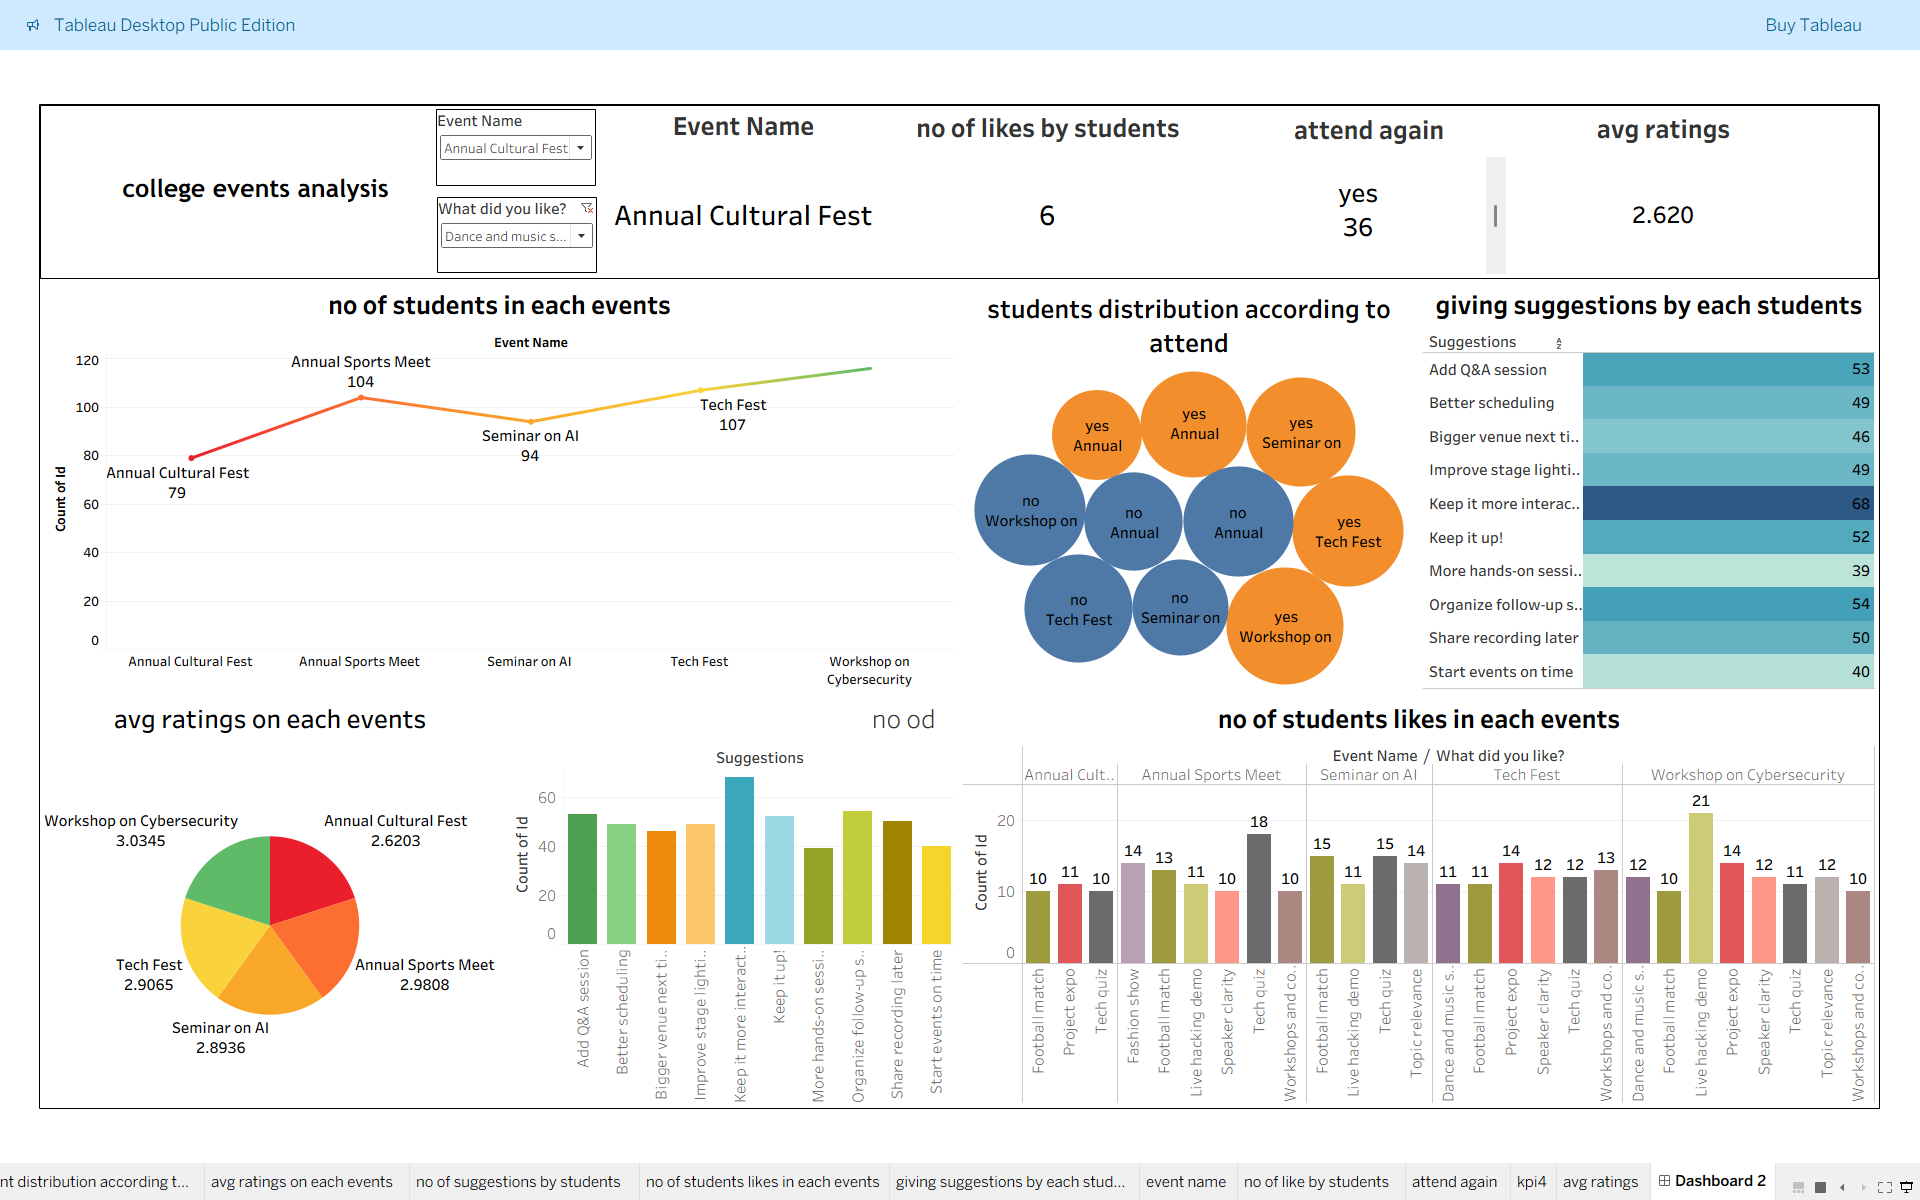 Tableau Desktop Public Edition
Buy Tableau
college events analysis
Event Name
Annual Cultural Fest
What did you like?
Dance and music s...
Event Name
Annual Cultural Fest
no of likes by students
6
attend again
yes
36
avg ratings
2.620
no of students in each events
Event Name
Count of Id
120
100
80
60
40
20
0
Annual Cultural Fest
79
Annual Sports Meet
104
Seminar on AI
94
Tech Fest
107
Annual Cultural Fest
Annual Sports Meet
Seminar on AI
Tech Fest
Workshop on
Cybersecurity
students distribution according to
attend
yes
Annual
yes
Annual
yes
Seminar on
no
Workshop on
no
Annual
no
Annual
yes
Tech Fest
no
Tech Fest
no
Seminar on
yes
Workshop on
giving suggestions by each students
Suggestions
Add Q&A session 53
Better scheduling 49
Bigger venue next ti.. 46
Improve stage lighti.. 49
Keep it more interac.. 68
Keep it up! 52
More hands-on sessi.. 39
Organize follow-up s.. 54
Share recording later 50
Start events on time 40
avg ratings on each events
Workshop on Cybersecurity
3.0345
Annual Cultural Fest
2.6203
Tech Fest
2.9065
Annual Sports Meet
2.9808
Seminar on AI
2.8936
no od
Suggestions
Count of Id
60
40
20
0
Add Q&A session
Better scheduling
Bigger venue next ti..
Improve stage lighti..
Keep it more interact..
Keep it up!
More hands-on sessi..
Organize follow-up s..
Share recording later
Start events on time
no of students likes in each events
Event Name / What did you like?
Annual Cult..
Annual Sports Meet
Seminar on AI
Tech Fest
Workshop on Cybersecurity
Count of Id
20
10
0
10 11 10 14 13 11 10 18 10 15 11 15 14 11 11 14 12 12 13 12 10 21 14 12 11 12 10
Football match
Project expo
Tech quiz
Fashion show
Football match
Live hacking demo
Speaker clarity
Tech quiz
Workshops and co..
Football match
Live hacking demo
Tech quiz
Topic relevance
Dance and music s..
Football match
Project expo
Speaker clarity
Tech quiz
Workshops and co..
Dance and music s..
Football match
Live hacking demo
Project expo
Speaker clarity
Tech quiz
Topic relevance
Workshops and co..
nt distribution according t...
avg ratings on each events
no of suggestions by students
no of students likes in each events
giving suggestions by each stud...
event name
no of like by students
attend again
kpi4
avg ratings
Dashboard 2